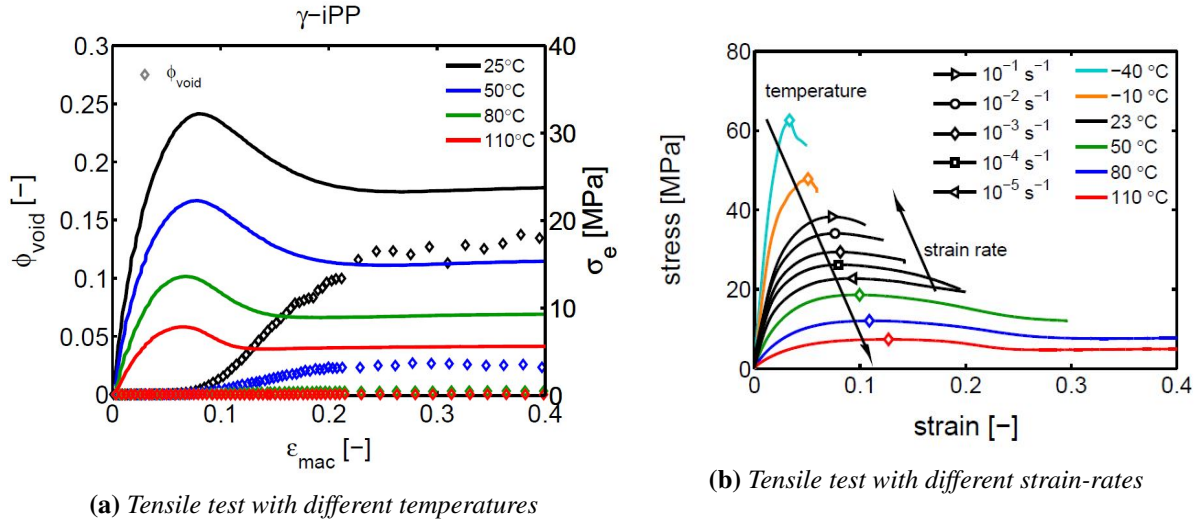 γ−iPP
0.3
0.25
0.2
0.15
0.1
0.05
0
ϕvoid [−]
ϕvoid
25°C
50°C
80°C
110°C
40
30
20
10
0
σe [MPa]
0
0.1
0.2
0.3
0.4
εmac [−]
(a) Tensile test with different temperatures
80
60
40
20
0
stress [MPa]
temperature
10−1 s−1
10−2 s−1
10−3 s−1
10−4 s−1
10−5 s−1
−40 °C
−10 °C
23 °C
50 °C
80 °C
110 °C
strain rate
0
0.1
0.2
0.3
0.4
strain [−]
(b) Tensile test with different strain-rates